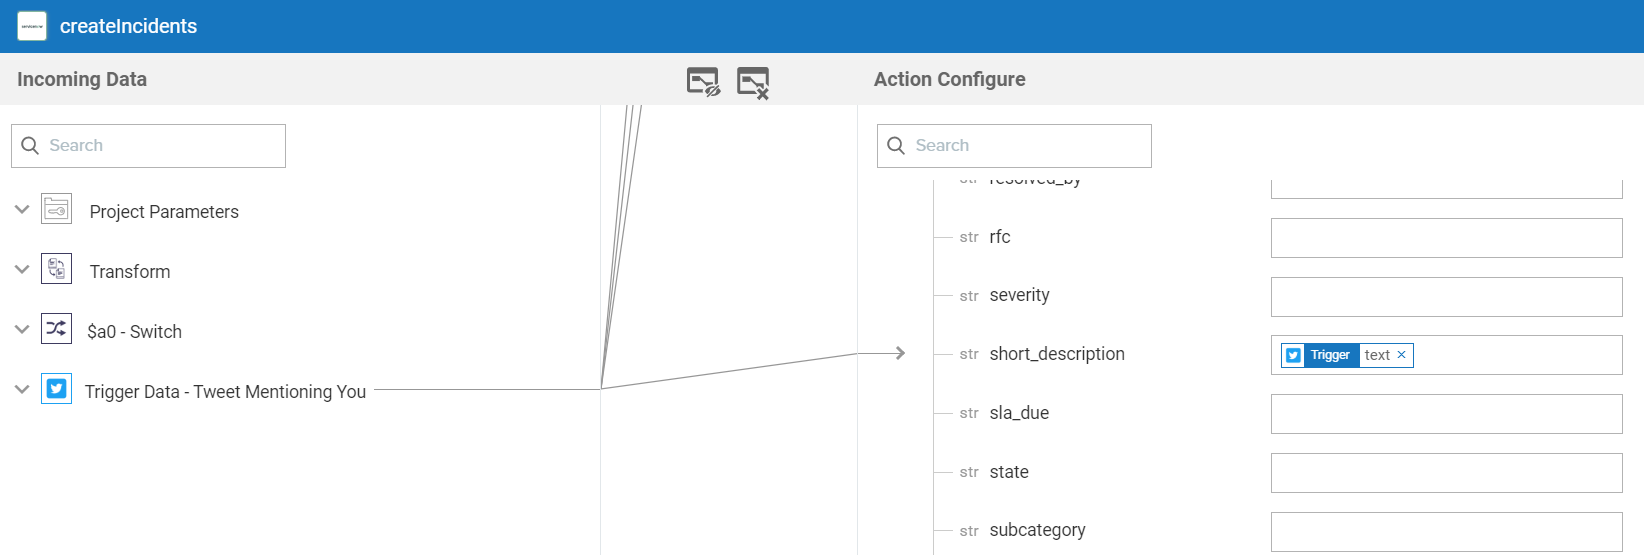 servicenow
createIncidents
Incoming Data
Action Configure
Search
Search
Project Parameters
Transform
$a0 - Switch
Trigger Data - Tweet Mentioning You
str resolved_by
str rfc
str severity
str short_description Trigger text ×
str sla_due
str state
str subcategory